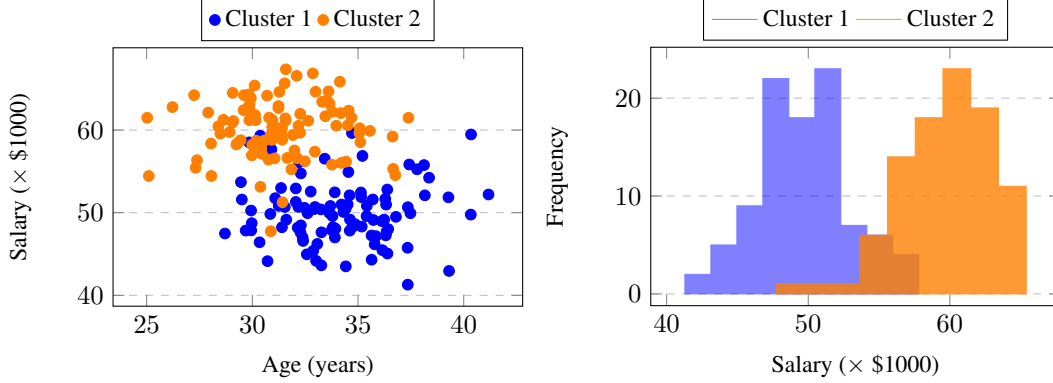 Cluster 1 Cluster 2
60
50
40
25 30 35 40
Salary (× $1000)
Age (years)
Cluster 1 Cluster 2
20
10
0
40 50 60
Frequency
Salary (× $1000)